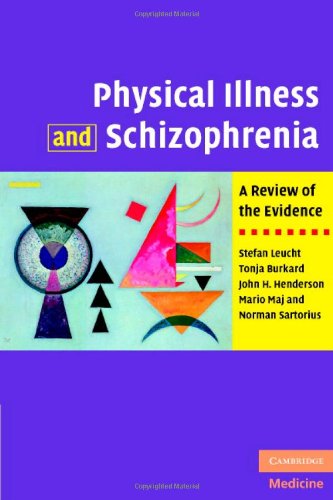 Physical Illness
and Schizophrenia
A Review of
the Evidence
Stefan Leucht
Tonja Burkard
John H. Henderson
Mario Maj and
Norman Sartorius
CAMBRIDGE
Medicine